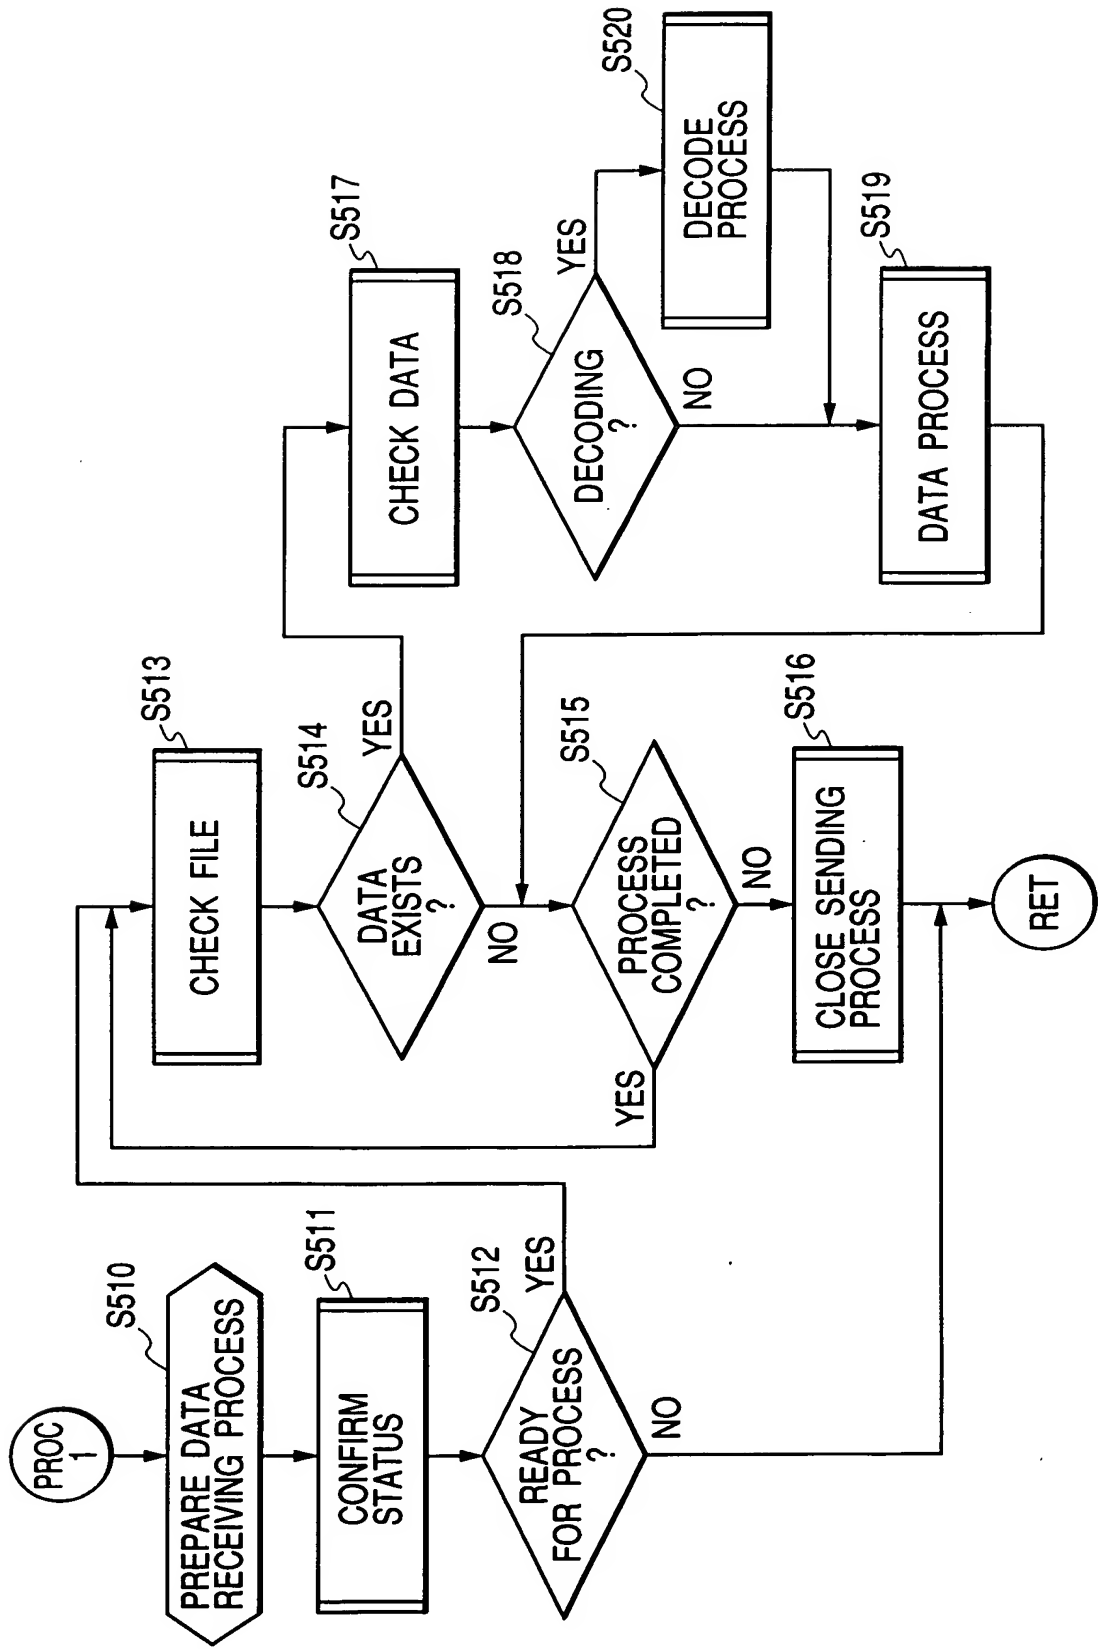 PROC
1
S510
PREPARE DATA
RECEIVING PROCESS
S511
CONFIRM
STATUS
S512
READY
FOR PROCESS
?
YES
NO
S513
CHECK FILE
S514
DATA
EXISTS
?
YES
NO
S515
PROCESS
COMPLETED
?
YES
NO
S516
CLOSE SENDING
PROCESS
RET
S517
CHECK DATA
S518
DECODING
?
YES
NO
S520
DECODE
PROCESS
S519
DATA PROCESS